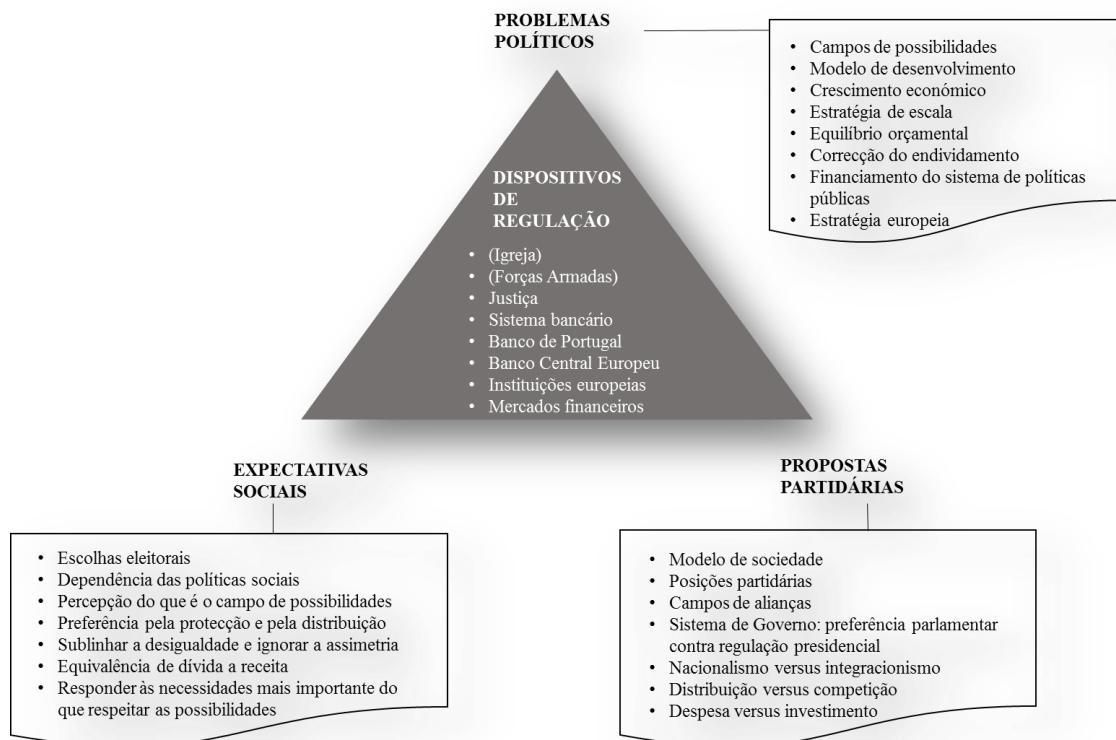 PROBLEMAS
POLÍTICOS
• Campos de possibilidades
• Modelo de desenvolvimento
• Crescimento económico
• Estratégia de escala
• Equilíbrio orçamental
• Correcção do endividamento
• Financiamento do sistema de políticas
públicas
• Estratégia europeia
DISPOSITIVOS
DE
REGULAÇÃO
• (Igreja)
• (Forças Armadas)
• Justiça
• Sistema bancário
• Banco de Portugal
• Banco Central Europeu
• Instituições europeias
• Mercados financeiros
EXPECTATIVAS
SOCIAIS
• Escolhas eleitorais
• Dependência das políticas sociais
• Percepção do que é o campo de possibilidades
• Preferência pela protecção e pela distribuição
• Sublinhar a desigualdade e ignorar a assimetria
• Equivalência de dívida a receita
• Responder às necessidades mais importante do
que respeitar as possibilidades
PROPOSTAS
PARTIDÁRIAS
• Modelo de sociedade
• Posições partidárias
• Campos de alianças
• Sistema de Governo: preferência parlamentar
contra regulação presidencial
• Nacionalismo versus integracionismo
• Distribuição versus competição
• Despesa versus investimento